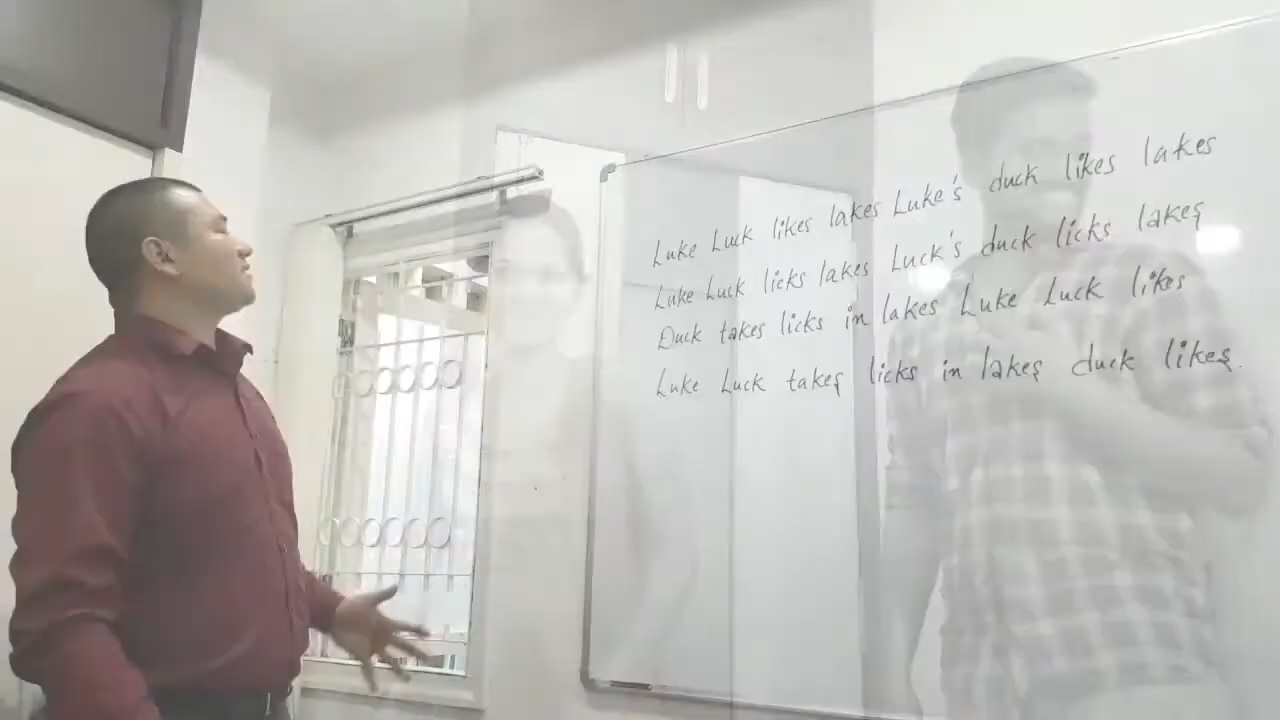 Luke Luck likes lakes Luke's duck likes lakes
Luke Luck licks lakes Luck's duck licks lakes
Duck takes licks in lakes Luke Luck likes
Luke Luck takes licks in lakes duck likes.